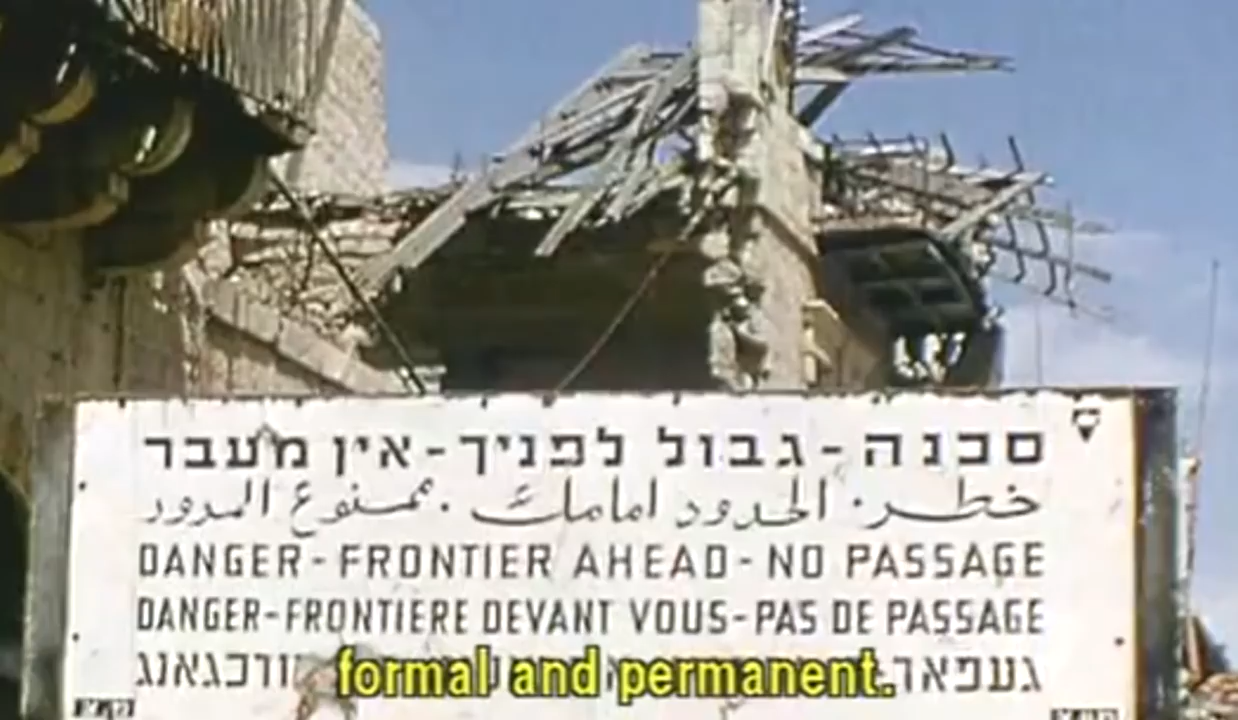 סכנה-גבול לפניך-אין מעבר
خطر. الحدود امامك. ممنوع المرور
DANGER-FRONTIER AHEAD-NO PASSAGE
DANGER-FRONTIERE DEVANT VOUS-PAS DE PASSAGE
formal and permanent.